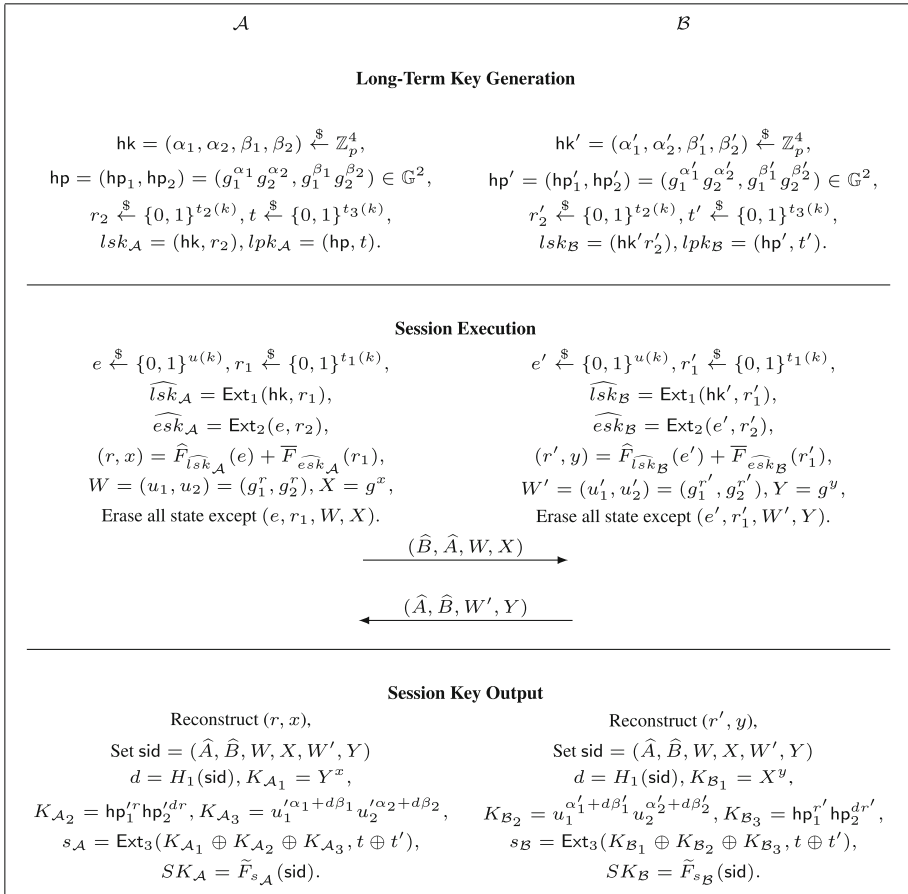 𝒜 ℬ
Long-Term Key Generation
hk = (α₁, α₂, β₁, β₂) ←$ ℤ_p^4, hk′ = (α′₁, α′₂, β′₁, β′₂) ←$ ℤ_p^4,
hp = (hp₁, hp₂) = (g₁^{α₁} g₂^{α₂}, g₁^{β₁} g₂^{β₂}) ∈ 𝔾², hp′ = (hp′₁, hp′₂) = (g₁^{α′₁} g₂^{α′₂}, g₁^{β′₁} g₂^{β′₂}) ∈ 𝔾²,
r₂ ←$ {0, 1}^{t₂(k)}, t ←$ {0, 1}^{t₃(k)}, r′₂ ←$ {0, 1}^{t₂(k)}, t′ ←$ {0, 1}^{t₃(k)},
lsk_𝒜 = (hk, r₂), lpk_𝒜 = (hp, t). lsk_ℬ = (hk′r′₂), lpk_ℬ = (hp′, t′).
Session Execution
e ←$ {0, 1}^{u(k)}, r₁ ←$ {0, 1}^{t₁(k)}, e′ ←$ {0, 1}^{u(k)}, r′₁ ←$ {0, 1}^{t₁(k)},
\widehat{lsk}_𝒜 = Ext₁(hk, r₁), \widehat{lsk}_ℬ = Ext₁(hk′, r′₁),
\widehat{esk}_𝒜 = Ext₂(e, r₂), \widehat{esk}_ℬ = Ext₂(e′, r′₂),
(r, x) = \widehat{F}_{\widehat{lsk}_𝒜}(e) + \overline{F}_{\widehat{esk}_𝒜}(r₁), (r′, y) = \widehat{F}_{\widehat{lsk}_ℬ}(e′) + \overline{F}_{\widehat{esk}_ℬ}(r′₁),
W = (u₁, u₂) = (g₁^r, g₂^r), X = g^x, W′ = (u′₁, u′₂) = (g₁^{r′}, g₂^{r′}), Y = g^y,
Erase all state except (e, r₁, W, X). Erase all state except (e′, r′₁, W′, Y).
(\widehat{B}, \widehat{A}, W, X)
(\widehat{A}, \widehat{B}, W′, Y)
Session Key Output
Reconstruct (r, x), Reconstruct (r′, y),
Set sid = (\widehat{A}, \widehat{B}, W, X, W′, Y) Set sid = (\widehat{A}, \widehat{B}, W, X, W′, Y)
d = H₁(sid), K_{𝒜₁} = Y^x, d = H₁(sid), K_{ℬ₁} = X^y,
K_{𝒜₂} = hp₁′^r hp₂′^{dr}, K_{𝒜₃} = u₁′^{α₁+dβ₁} u₂′^{α₂+dβ₂}, K_{ℬ₂} = u₁^{α′₁+dβ′₁} u₂^{α′₂+dβ′₂}, K_{ℬ₃} = hp₁^{r′} hp₂^{dr′},
s_𝒜 = Ext₃(K_{𝒜₁} ⊕ K_{𝒜₂} ⊕ K_{𝒜₃}, t ⊕ t′), s_ℬ = Ext₃(K_{ℬ₁} ⊕ K_{ℬ₂} ⊕ K_{ℬ₃}, t ⊕ t′),
SK_𝒜 = \widetilde{F}_{s_𝒜}(sid). SK_ℬ = \widetilde{F}_{s_ℬ}(sid).